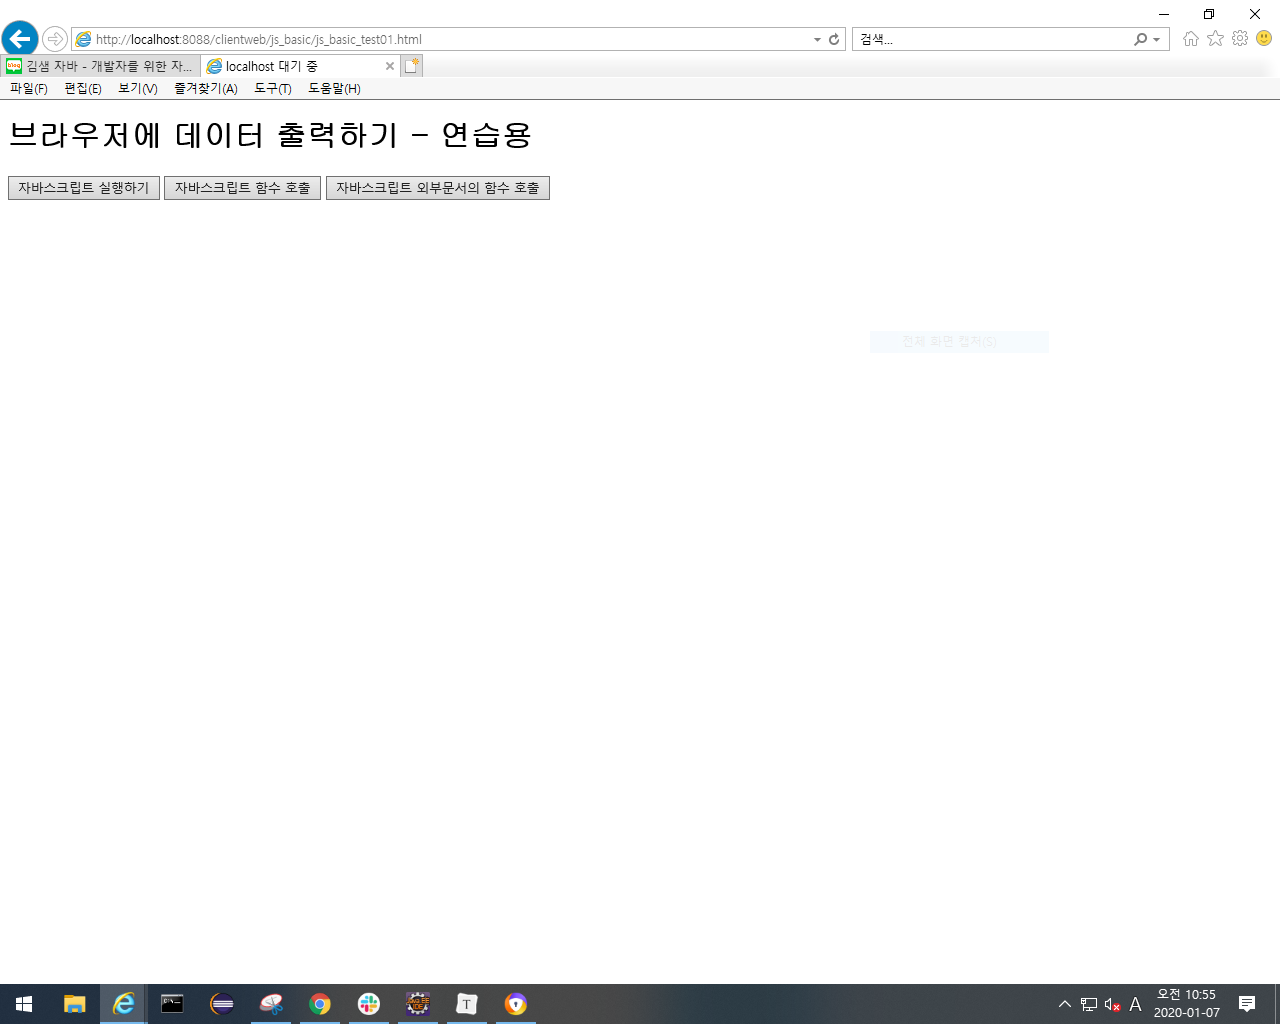 http://localhost:8088/clientweb/js_basic/js_basic_test01.html
검색...
blog
김샘 자바 - 개발자를 위한 자...
localhost 대기 중
파일(F) 편집(E) 보기(V) 즐겨찾기(A) 도구(T) 도움말(H)
브라우저에 데이터 출력하기 - 연습용
자바스크립트 실행하기 자바스크립트 함수 호출 자바스크립트 외부문서의 함수 호출
전체 화면 캡처(S)
C:\_
Java EE
IDE
T
A
오전 10:55
2020-01-07